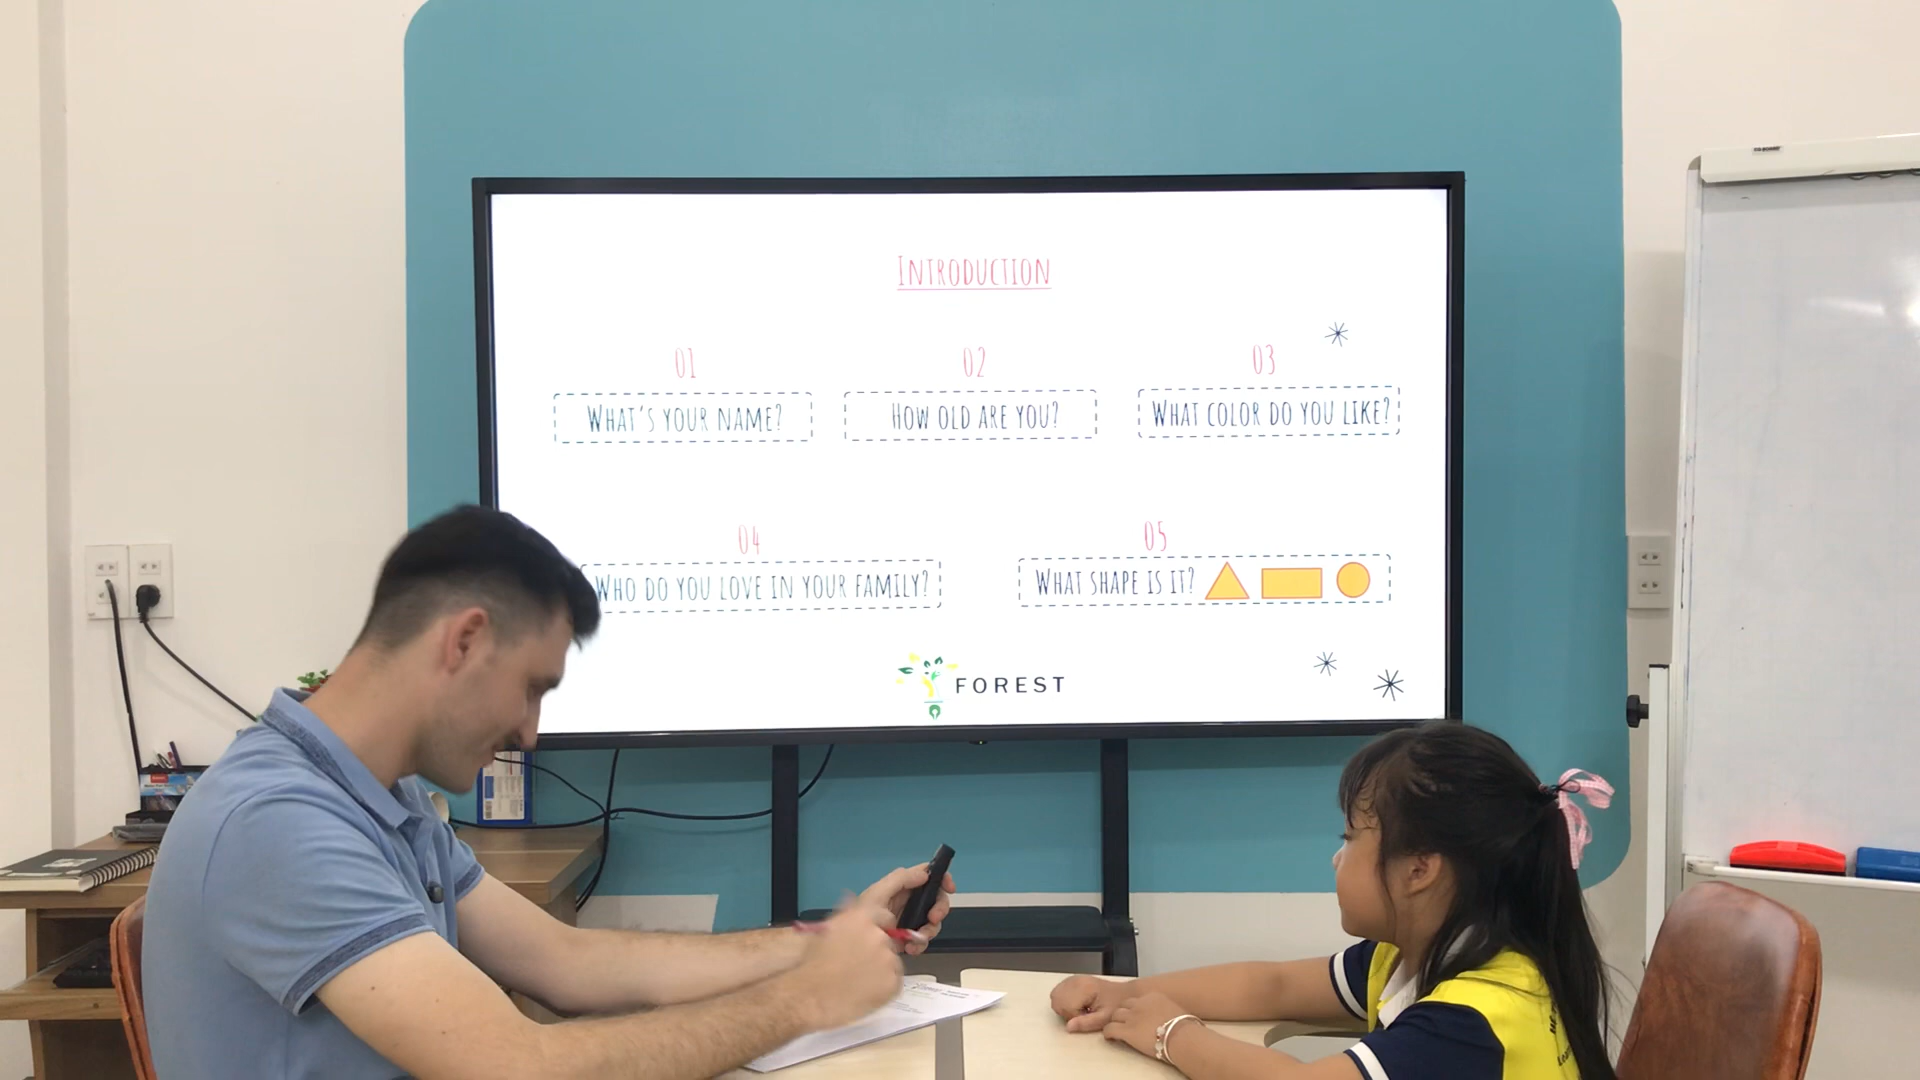 INTRODUCTION
01
02
03
WHAT'S YOUR NAME?
HOW OLD ARE YOU?
WHAT COLOR DO YOU LIKE?
04
05
WHO DO YOU LOVE IN YOUR FAMILY?
WHAT SHAPE IS IT?
FOREST